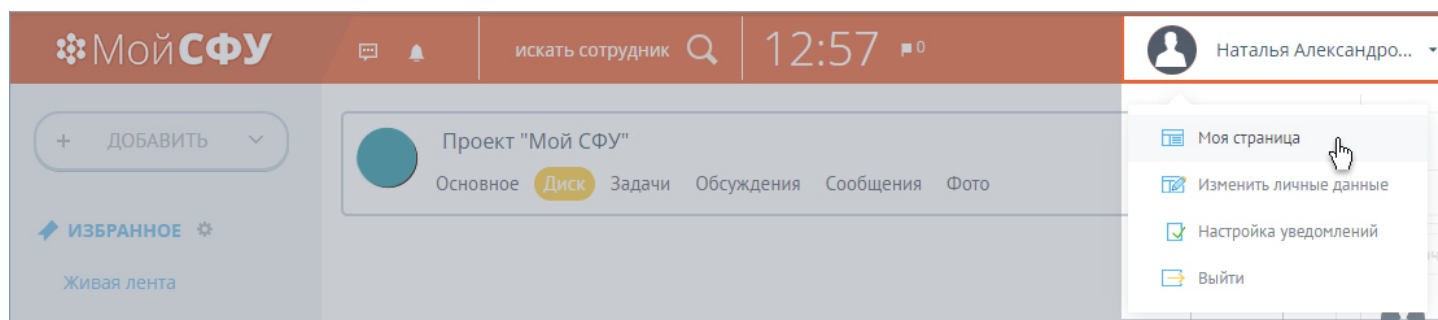 МойСФУ
искать сотрудник
12:57
0
Наталья Александро...
+ ДОБАВИТЬ
Проект "Мой СФУ"
Основное Диск Задачи Обсуждения Сообщения Фото
ИЗБРАННОЕ
Живая лента
Моя страница
Изменить личные данные
Настройка уведомлений
Выйти